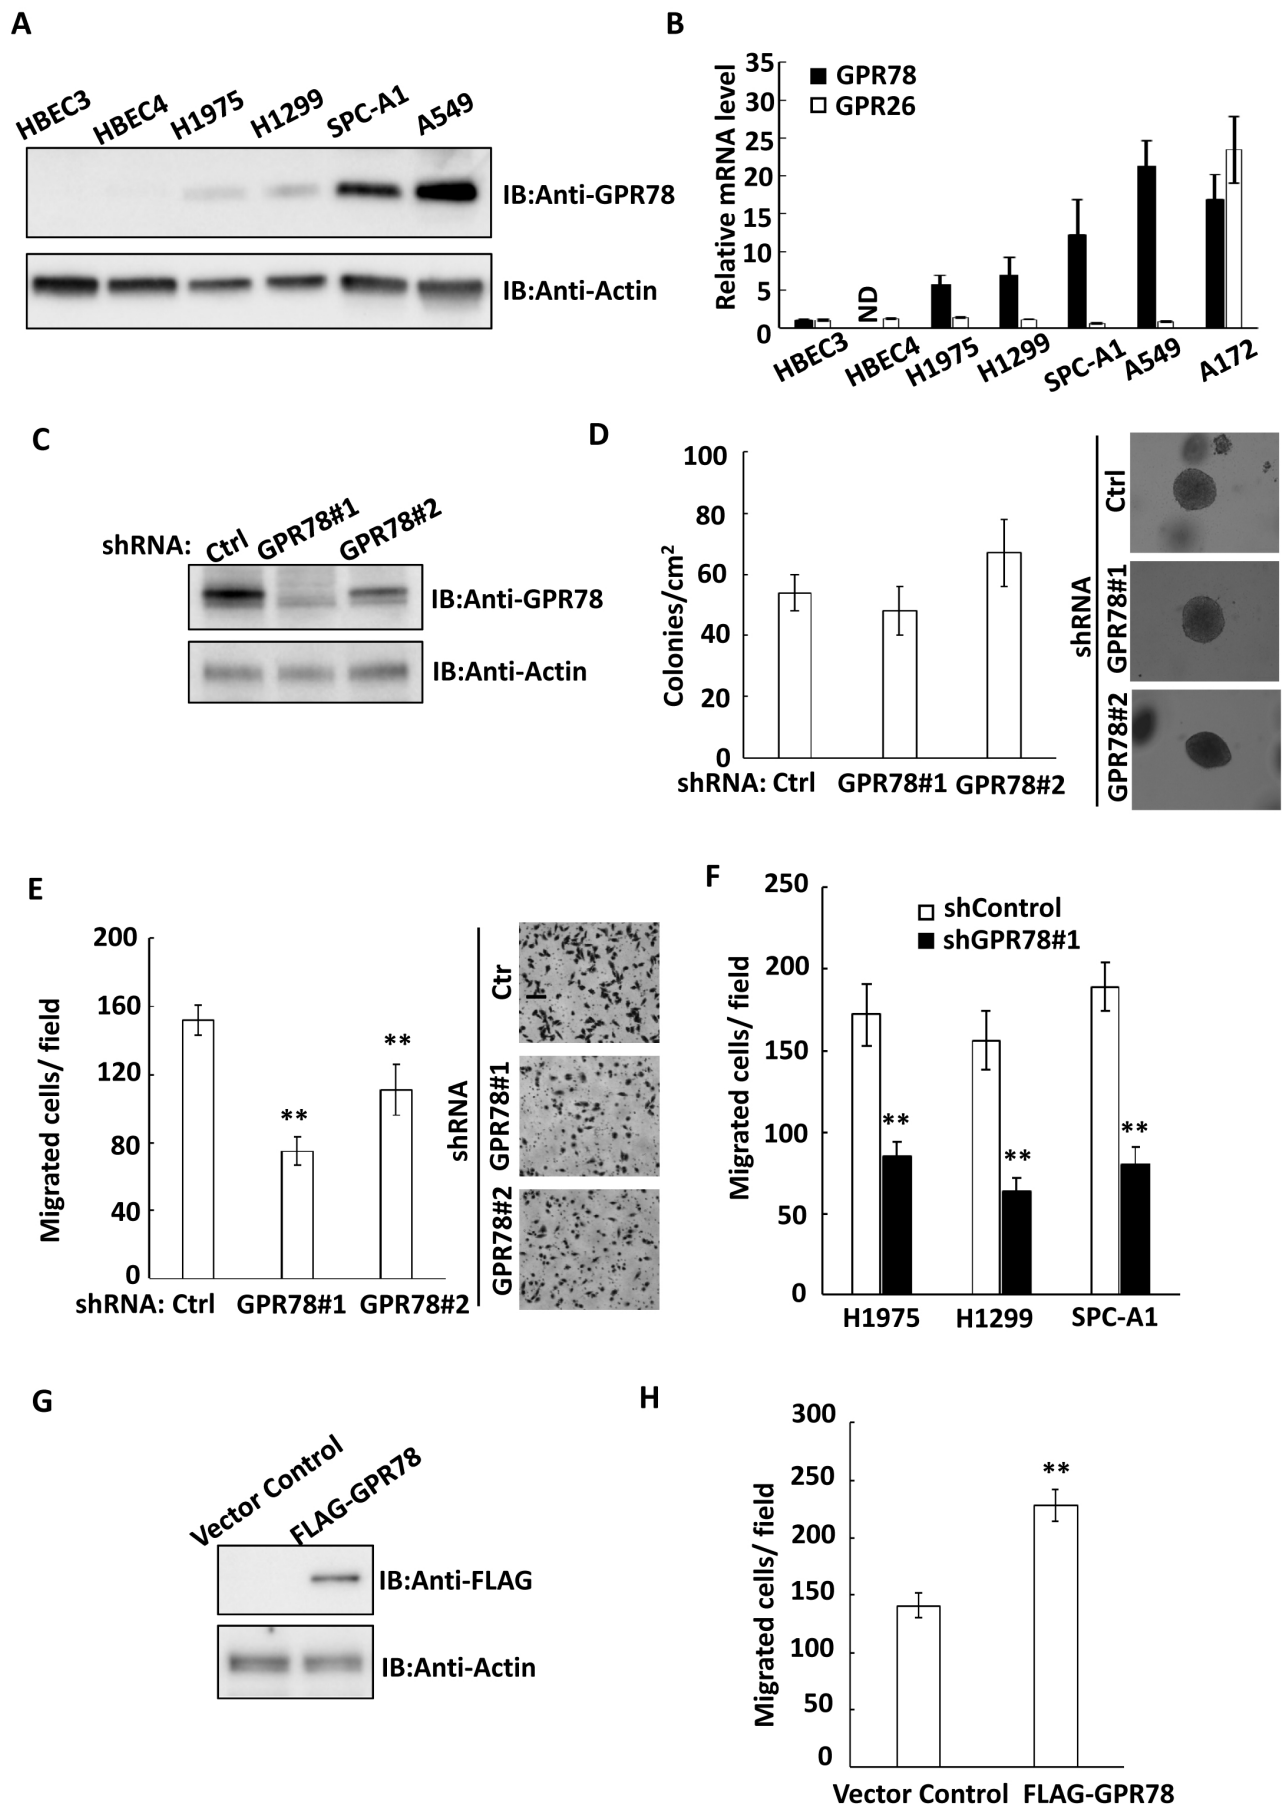 A
HBEC3 HBEC4 H1975 H1299 SPC-A1 A549
IB:Anti-GPR78
IB:Anti-Actin
B
Relative mRNA level
35
30
25
20
15
10
5
0
GPR78
GPR26
ND
HBEC3 HBEC4 H1975 H1299 SPC-A1 A549 A172
C
shRNA: Ctrl GPR78#1 GPR78#2
IB:Anti-GPR78
IB:Anti-Actin
D
Colonies/cm²
100
80
60
40
20
0
shRNA: Ctrl GPR78#1 GPR78#2
shRNA
Ctrl
GPR78#1
GPR78#2
E
Migrated cells/ field
200
160
120
80
40
0
**
**
shRNA: Ctrl GPR78#1 GPR78#2
shRNA
Ctr
GPR78#1
GPR78#2
F
Migrated cells/ field
250
200
150
100
50
0
shControl
shGPR78#1
**
**
**
H1975 H1299 SPC-A1
G
Vector Control FLAG-GPR78
IB:Anti-FLAG
IB:Anti-Actin
H
Migrated cells/ field
300
250
200
150
100
50
0
**
Vector Control FLAG-GPR78